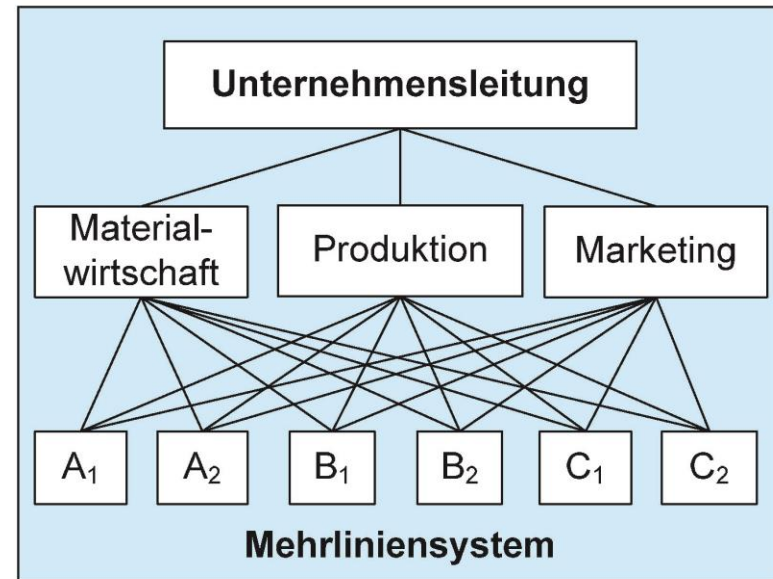 Unternehmensleitung
Material-
wirtschaft
Produktion
Marketing
A₁
A₂
B₁
B₂
C₁
C₂
Mehrliniensystem